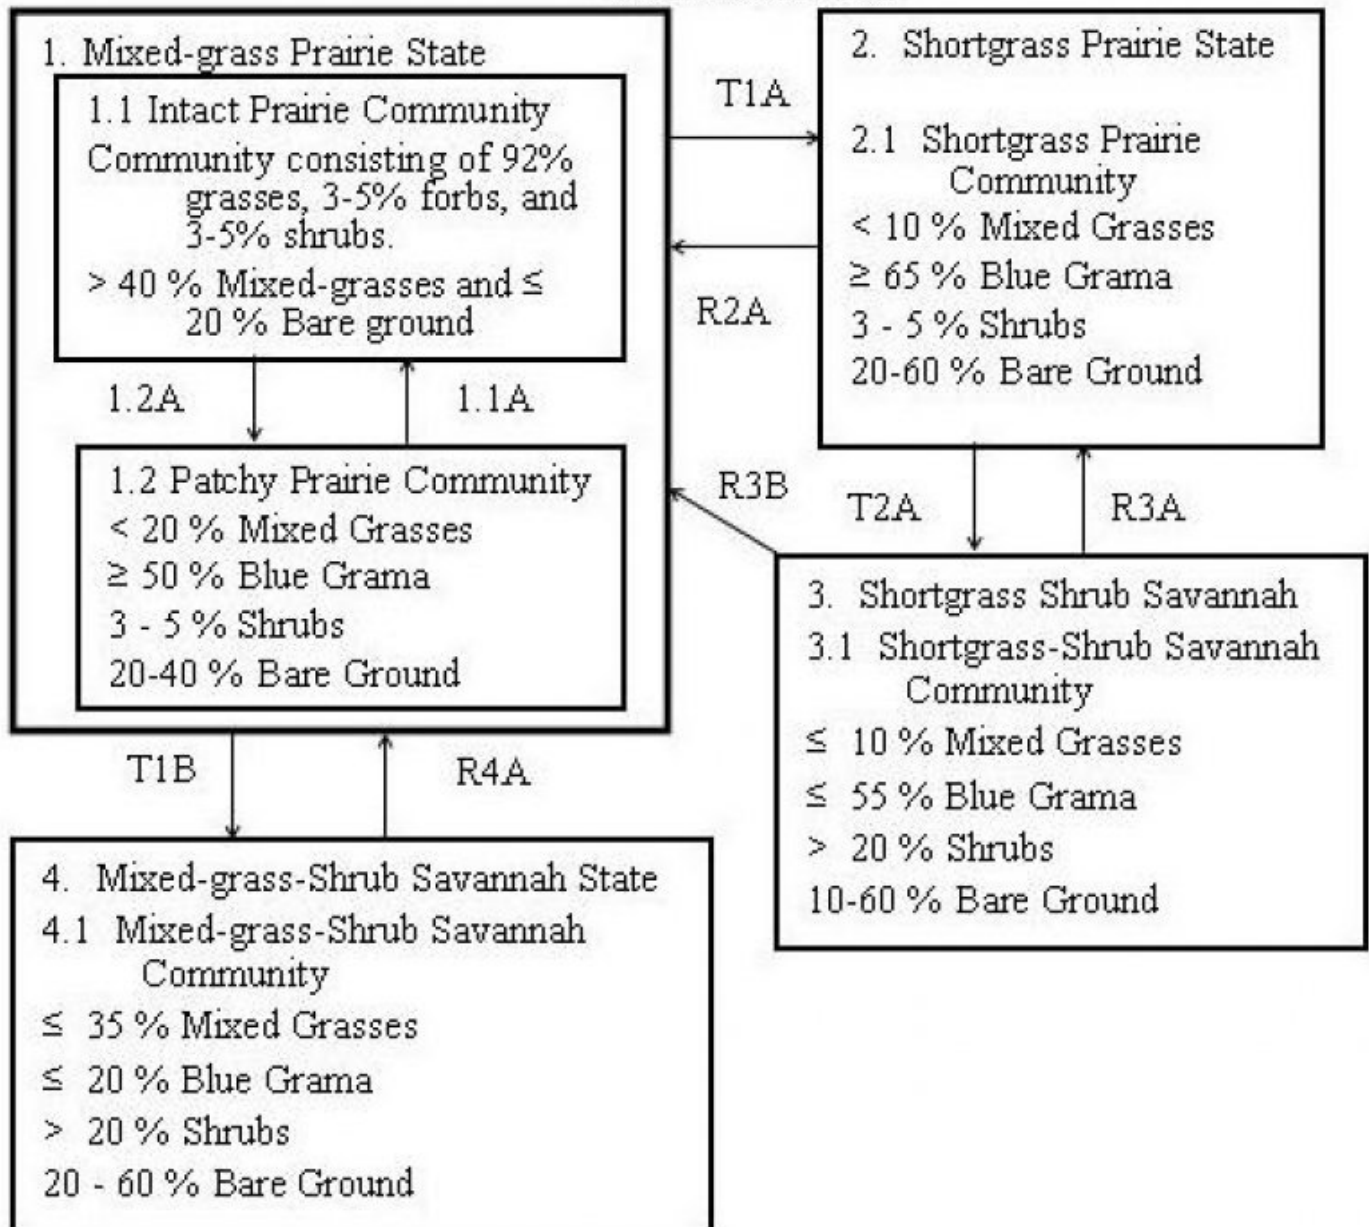 1. Mixed-grass Prairie State
1.1 Intact Prairie Community
Community consisting of 92%
grasses, 3-5% forbs, and
3-5% shrubs.
> 40 % Mixed-grasses and ≤
20 % Bare ground
1.2A
1.1A
1.2 Patchy Prairie Community
< 20 % Mixed Grasses
≥ 50 % Blue Grama
3 - 5 % Shrubs
20-40 % Bare Ground
T1A
R2A
2. Shortgrass Prairie State
2.1 Shortgrass Prairie
Community
< 10 % Mixed Grasses
≥ 65 % Blue Grama
3 - 5 % Shrubs
20-60 % Bare Ground
R3B
T2A
R3A
3. Shortgrass Shrub Savannah
3.1 Shortgrass-Shrub Savannah
Community
≤ 10 % Mixed Grasses
≤ 55 % Blue Grama
> 20 % Shrubs
10-60 % Bare Ground
T1B
R4A
4. Mixed-grass-Shrub Savannah State
4.1 Mixed-grass-Shrub Savannah
Community
≤ 35 % Mixed Grasses
≤ 20 % Blue Grama
> 20 % Shrubs
20 - 60 % Bare Ground